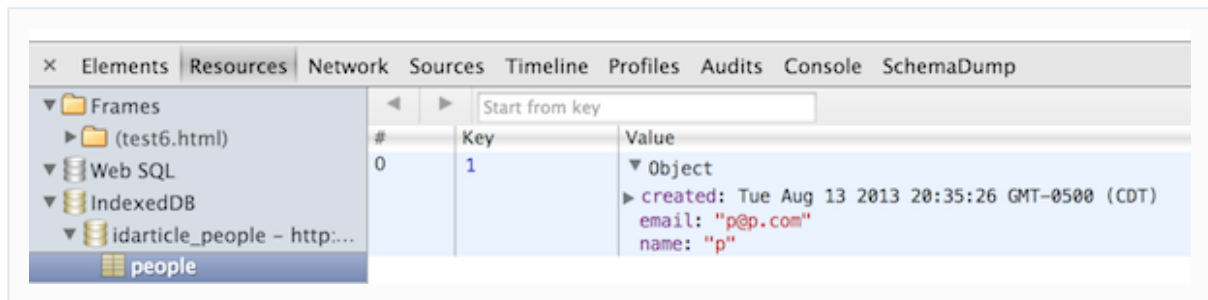 × Elements Resources Network Sources Timeline Profiles Audits Console SchemaDump
Frames
(test6.html)
Web SQL
IndexedDB
idarticle_people – http:...
people
Start from key
# Key Value
0 1 Object
created: Tue Aug 13 2013 20:35:26 GMT-0500 (CDT)
email: "p@p.com"
name: "p"